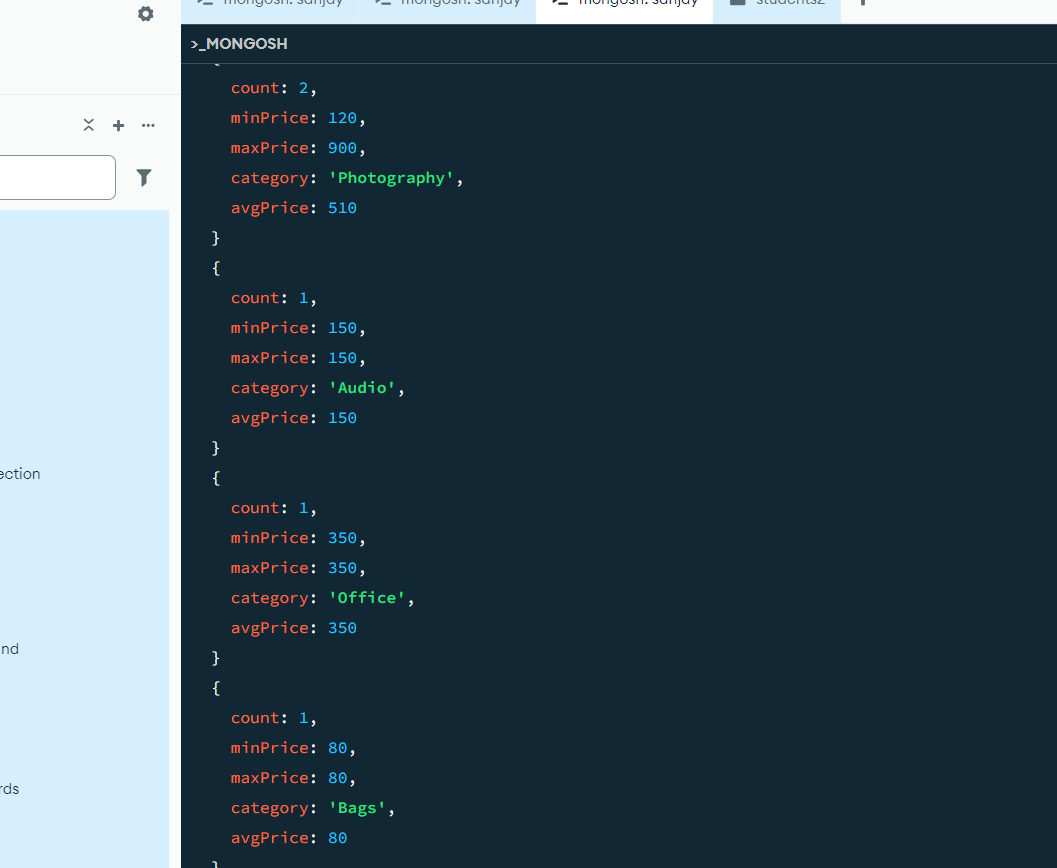 mongosh: sanjay
mongosh: sanjay
mongosh: sanjay
students2
>_MONGOSH
{
count: 2,
minPrice: 120,
maxPrice: 900,
category: 'Photography',
avgPrice: 510
}
{
count: 1,
minPrice: 150,
maxPrice: 150,
category: 'Audio',
avgPrice: 150
}
{
count: 1,
minPrice: 350,
maxPrice: 350,
category: 'Office',
avgPrice: 350
}
{
count: 1,
minPrice: 80,
maxPrice: 80,
category: 'Bags',
avgPrice: 80
}
ection
nd
rds